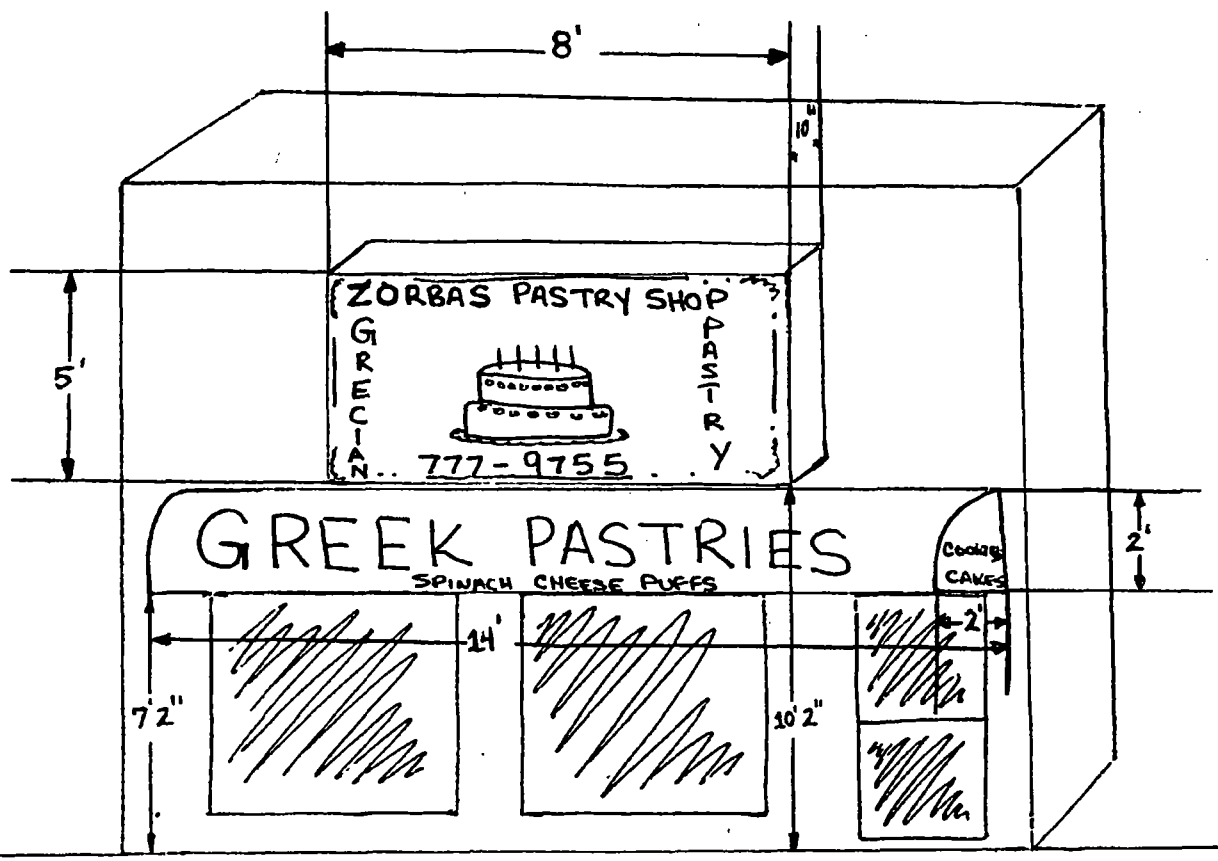 8'
10"
ZORBAS PASTRY SHOP
GRECIAN
PASTRY
5'
777-9755
GREEK PASTRIES
SPINACH CHEESE PUFFS
CAKES
2'
2'
14'
7'2"
10'2"